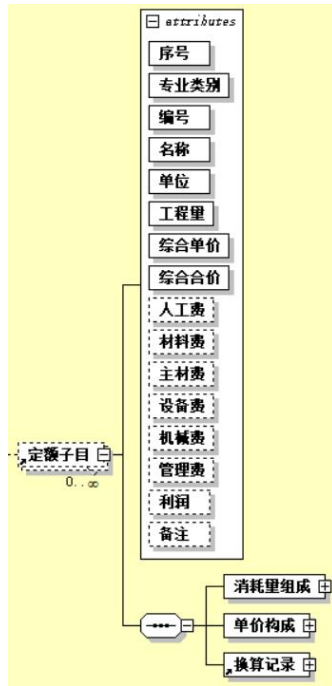 attributes
序号
专业类别
编号
名称
单位
工程量
综合单价
综合合价
人工费
材料费
主材费
设备费
机械费
管理费
利润
备注
定额子目
0..∞
消耗量组成
单价构成
换算记录